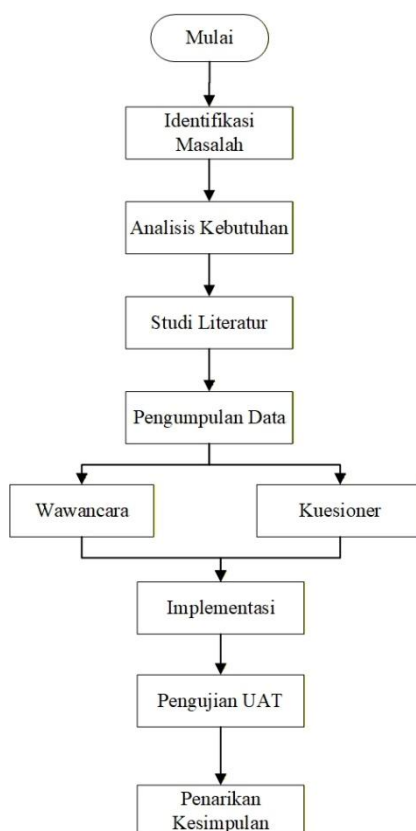 Mulai
Identifikasi
Masalah
Analisis Kebutuhan
Studi Literatur
Pengumpulan Data
Wawancara
Kuesioner
Implementasi
Pengujian UAT
Penarikan
Kesimpulan